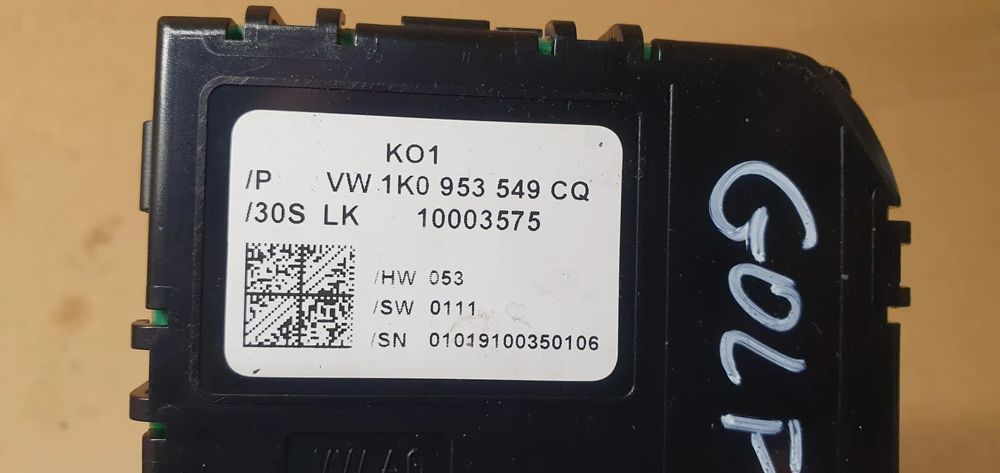 KO1
/P VW 1K0 953 549 CQ
/30S LK 10003575
/HW 053
/SW 0111
/SN 01019100350106
GOLF